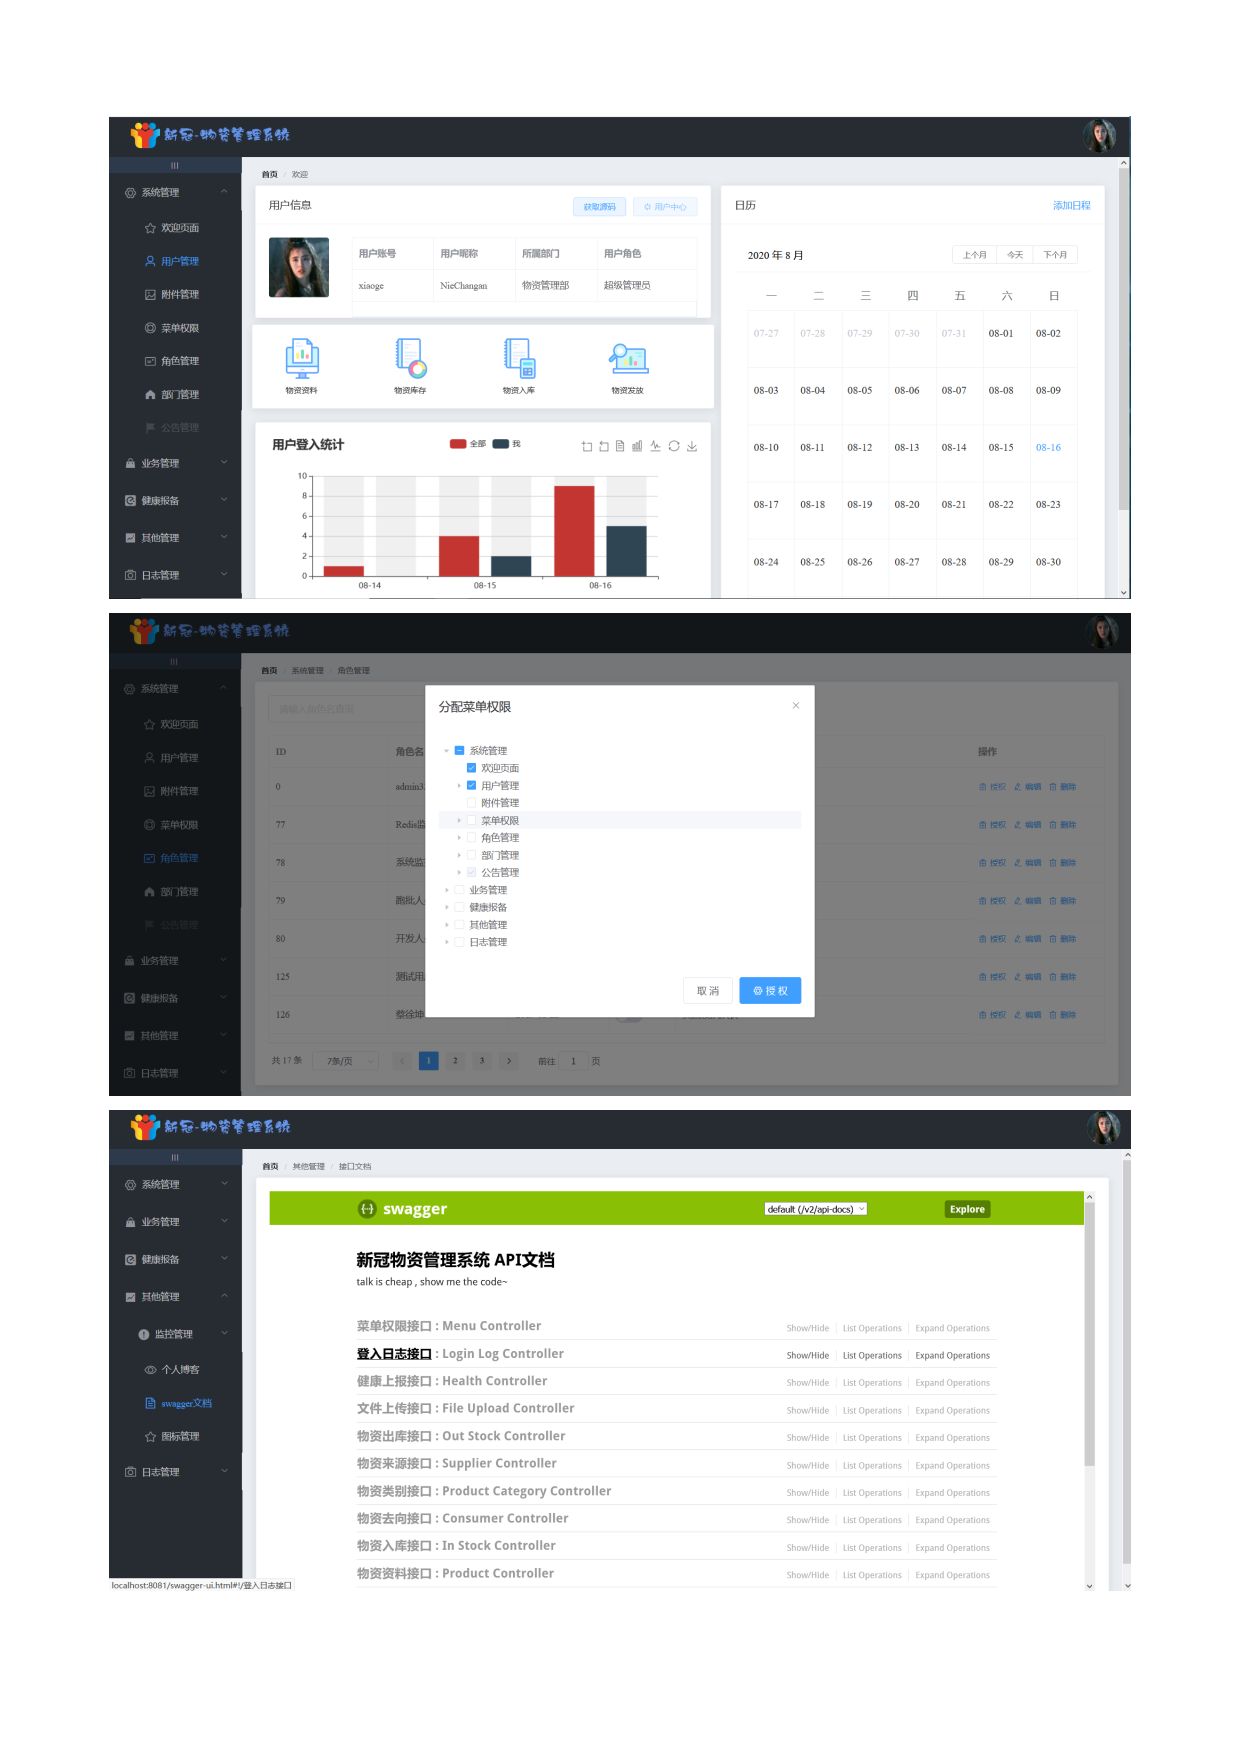 新冠-物资管理系统
系统管理
欢迎页面
用户管理
附件管理
菜单权限
角色管理
部门管理
公告管理
业务管理
健康报备
其他管理
日志管理
首页 / 欢迎
用户信息
获取源码
用户中心
用户账号 用户昵称 所属部门 用户角色
xiaoge NieChangan 物资管理部 超级管理员
物资资料 物资库存 物资入库 物资发放
用户登入统计
全部 我
10
8
6
4
2
0
08-14 08-15 08-16
日历
添加日程
2020 年 8 月
上个月 今天 下个月
一 二 三 四 五 六 日
07-27 07-28 07-29 07-30 07-31 08-01 08-02
08-03 08-04 08-05 08-06 08-07 08-08 08-09
08-10 08-11 08-12 08-13 08-14 08-15 08-16
08-17 08-18 08-19 08-20 08-21 08-22 08-23
08-24 08-25 08-26 08-27 08-28 08-29 08-30
新冠-物资管理系统
系统管理
欢迎页面
用户管理
附件管理
菜单权限
角色管理
部门管理
公告管理
业务管理
健康报备
其他管理
日志管理
首页 / 系统管理 / 角色管理
请输入角色名查询
ID 角色名 操作
0 admin3 授权 编辑 删除
77 Redis监 授权 编辑 删除
78 系统监 授权 编辑 删除
79 跑批人 授权 编辑 删除
80 开发人 授权 编辑 删除
125 测试用 授权 编辑 删除
126 蔡徐坤 授权 编辑 删除
共 17 条 7条/页 1 2 3 前往 1 页
分配菜单权限
系统管理
欢迎页面
用户管理
附件管理
菜单权限
角色管理
部门管理
公告管理
业务管理
健康报备
其他管理
日志管理
取 消
授 权
新冠-物资管理系统
系统管理
业务管理
健康报备
其他管理
监控管理
个人博客
swagger文档
图标管理
日志管理
首页 / 其他管理 / 接口文档
swagger
default (/v2/api-docs)
Explore
新冠物资管理系统 API文档
talk is cheap , show me the code~
菜单权限接口 : Menu Controller Show/Hide List Operations Expand Operations
登入日志接口 : Login Log Controller Show/Hide List Operations Expand Operations
健康上报接口 : Health Controller Show/Hide List Operations Expand Operations
文件上传接口 : File Upload Controller Show/Hide List Operations Expand Operations
物资出库接口 : Out Stock Controller Show/Hide List Operations Expand Operations
物资来源接口 : Supplier Controller Show/Hide List Operations Expand Operations
物资类别接口 : Product Category Controller Show/Hide List Operations Expand Operations
物资去向接口 : Consumer Controller Show/Hide List Operations Expand Operations
物资入库接口 : In Stock Controller Show/Hide List Operations Expand Operations
物资资料接口 : Product Controller Show/Hide List Operations Expand Operations
localhost:8081/swagger-ui.html#!/登入日志接口